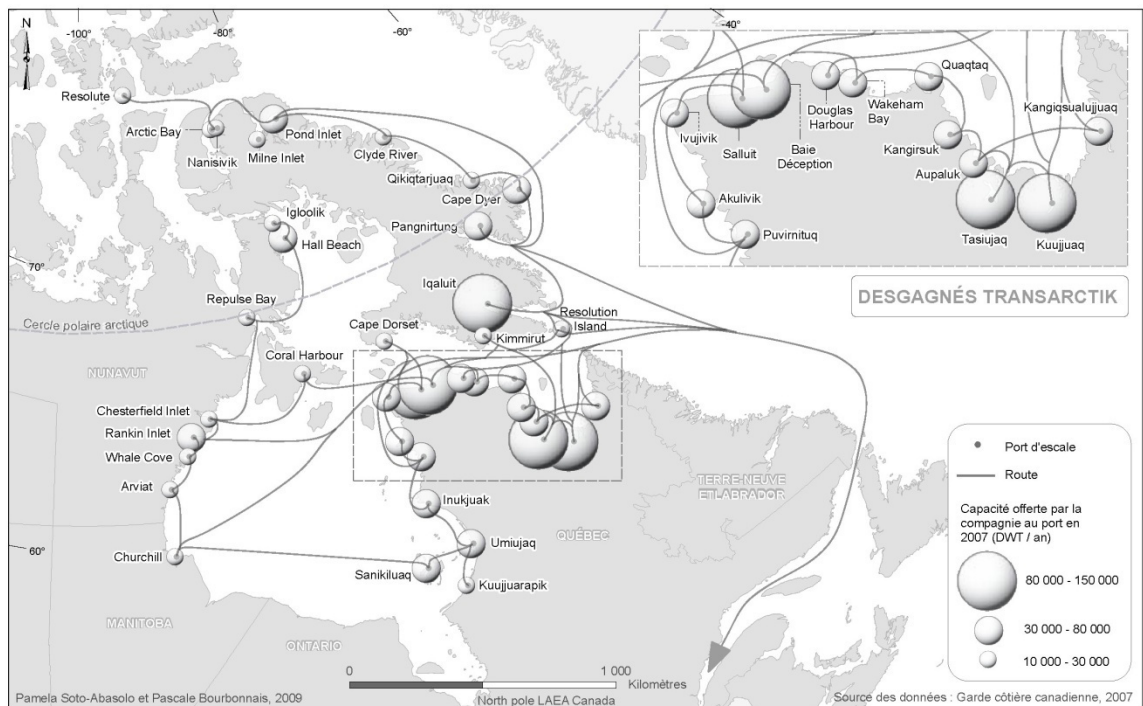 N
-100°
-80°
-60°
-40°
Resolute
Arctic Bay
Nanisivik
Pond Inlet
Milne Inlet
Clyde River
Qikiqtarjuaq
Cape Dyer
Pangnirtung
Igloolik
Hall Beach
70°
Repulse Bay
Cercle polaire arctique
Iqaluit
Resolution
Island
Cape Dorset
Kimmirut
Coral Harbour
NUNAVUT
Chesterfield Inlet
Rankin Inlet
Whale Cove
Arviat
Inukjuak
60°
Churchill
Umiujaq
Sanikiluaq
Kuujjuarapik
QUÉBEC
TERRE-NEUVE
ETLABRADOR
MANITOBA
ONTARIO
Quaqtaq
Kangiqsualujjuaq
Douglas
Harbour
Wakeham
Bay
Ivujivik
Salluit
Baie
Déception
Kangirsuk
Aupaluk
Akulivik
Puvirnituq
Tasiujaq
Kuujjuaq
DESGAGNÉS TRANSARCTIK
Port d'escale
Route
Capacité offerte par la
compagnie au port en
2007 (DWT / an)
80 000 - 150 000
30 000 - 80 000
10 000 - 30 000
0
1 000
Kilomètres
North pole LAEA Canada
Pamela Soto-Abasolo et Pascale Bourbonnais, 2009
Source des données : Garde côtière canadienne, 2007